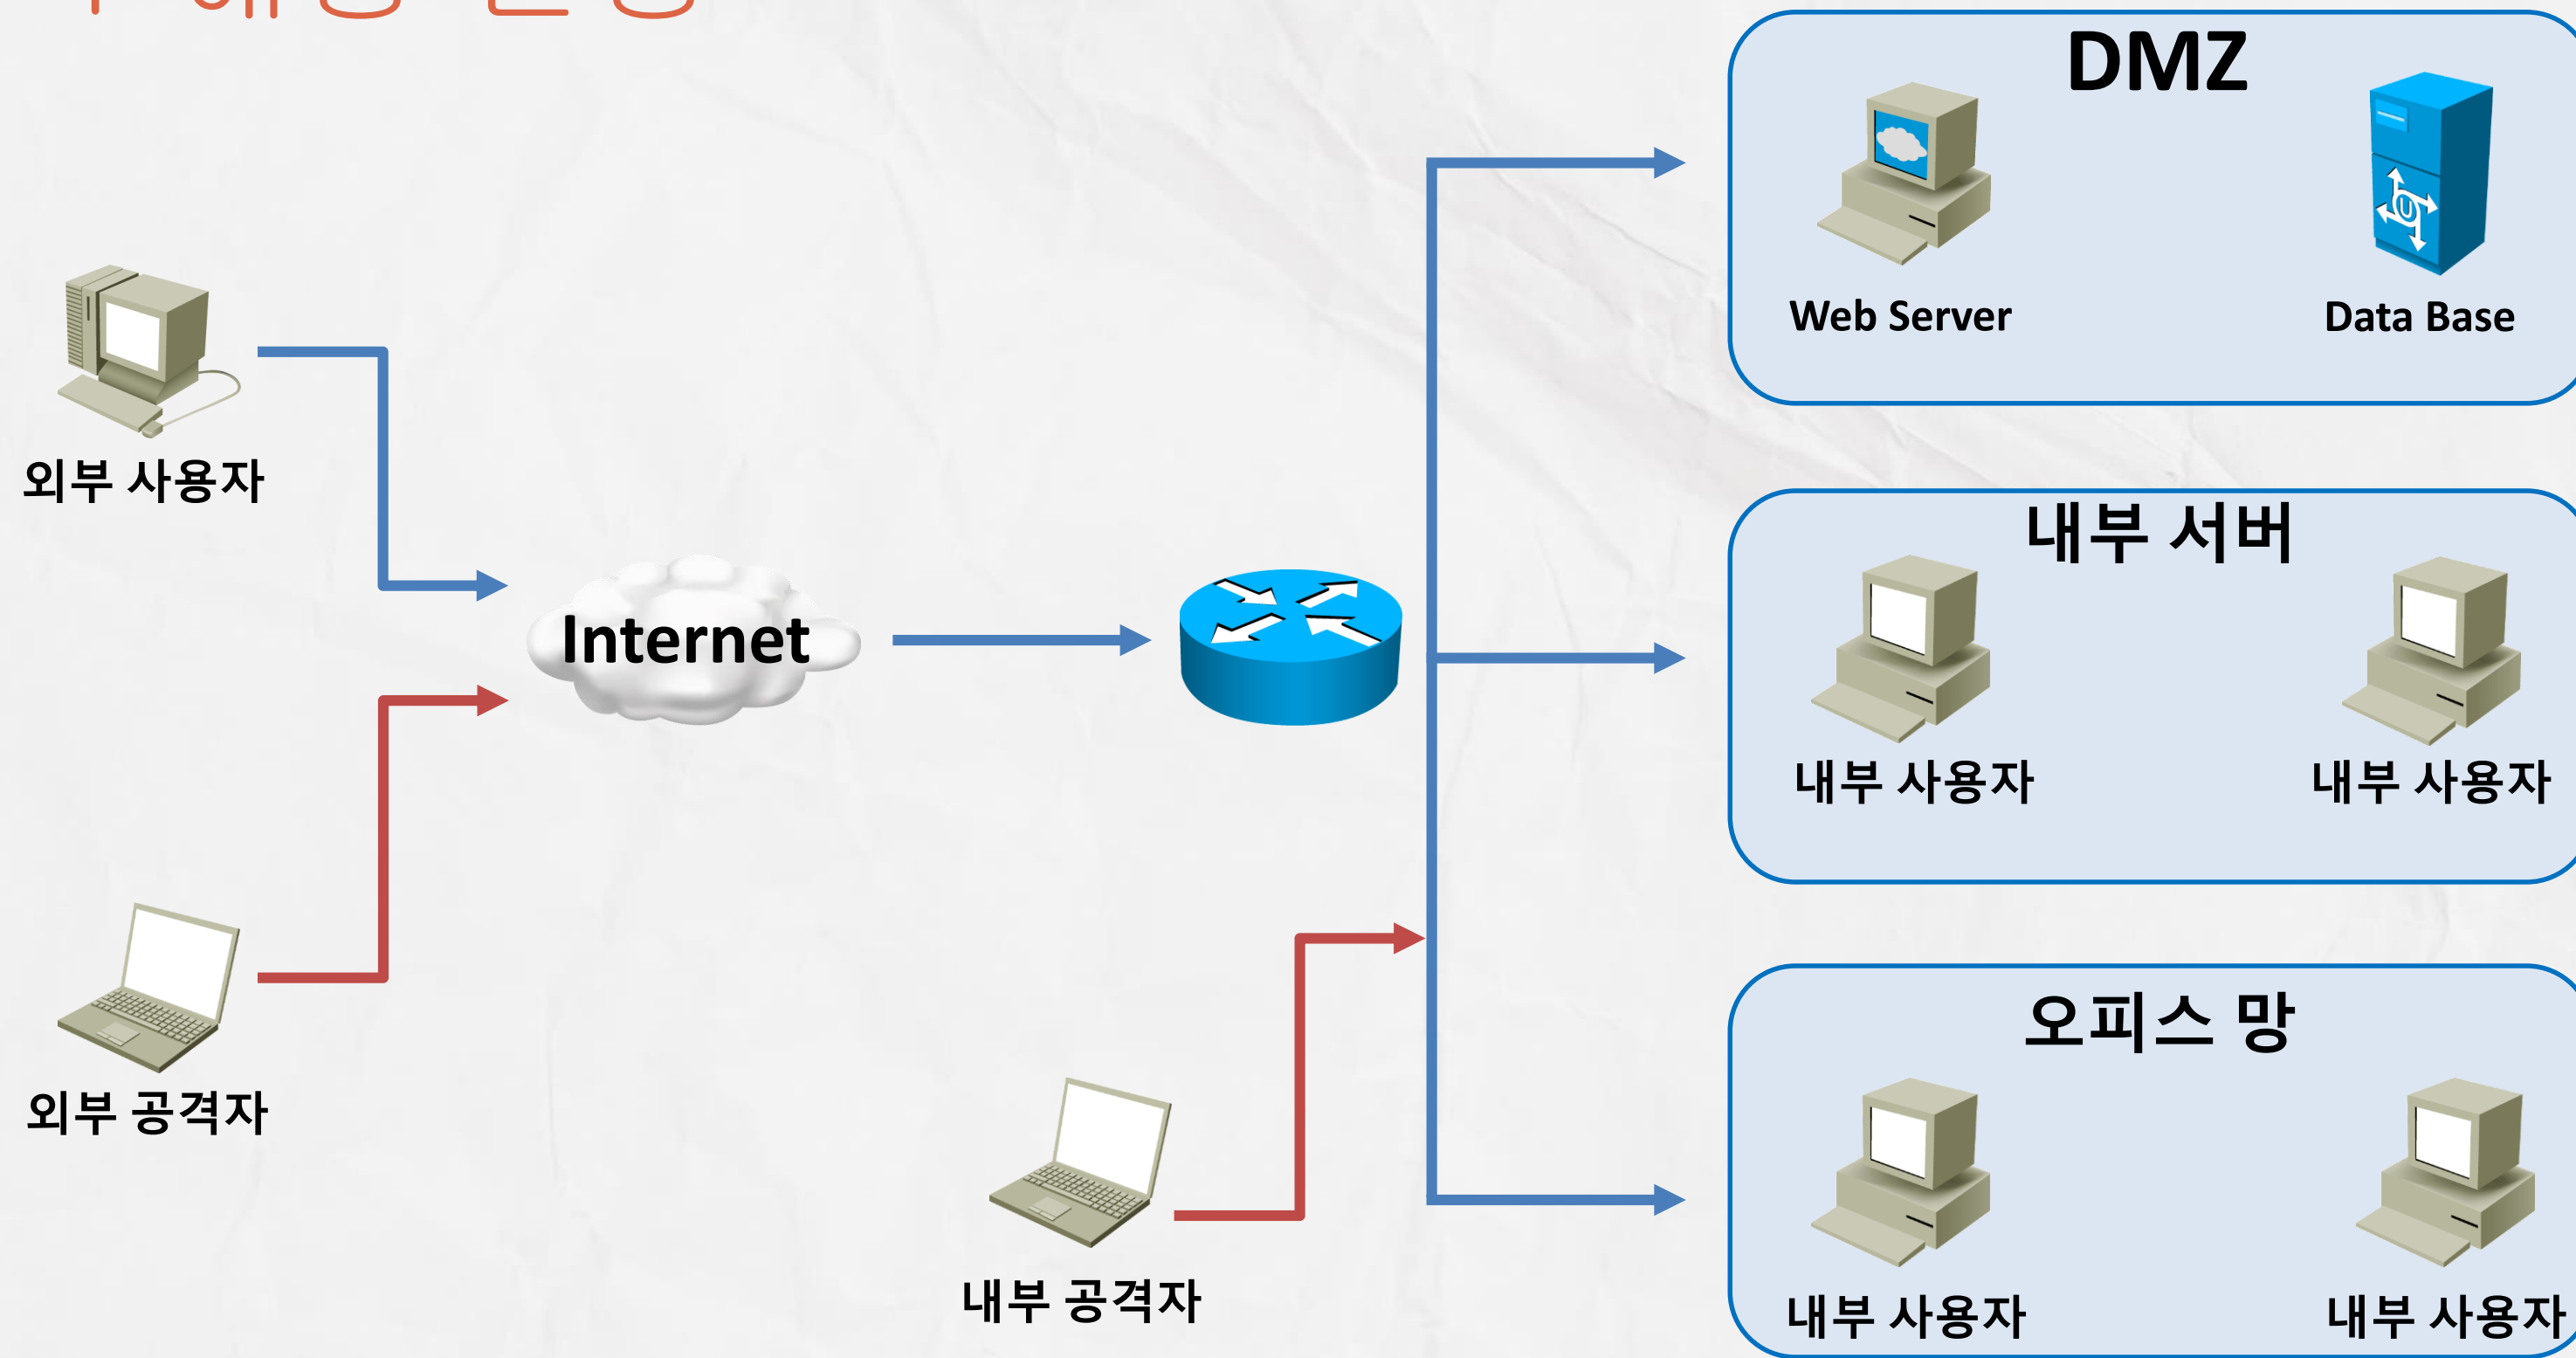 DMZ
Web Server
Data Base
외부 사용자
내부 서버
Internet
내부 사용자
내부 사용자
오피스 망
외부 공격자
내부 공격자
내부 사용자
내부 사용자